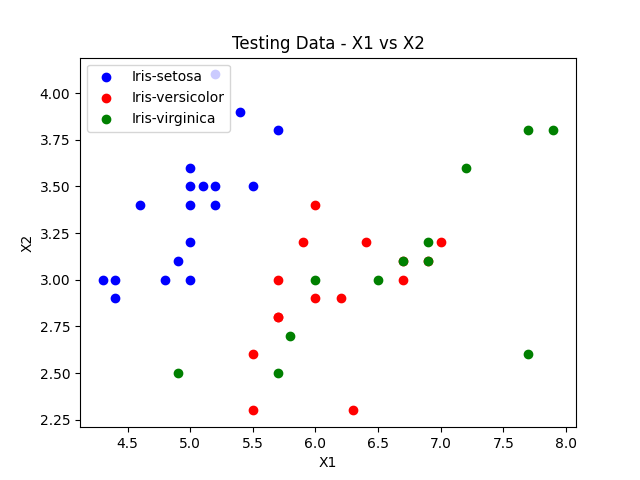 Testing Data - X1 vs X2
Iris-setosa
Iris-versicolor
Iris-virginica
4.00
3.75
3.50
3.25
3.00
2.75
2.50
2.25
X2
4.5 5.0 5.5 6.0 6.5 7.0 7.5 8.0
X1